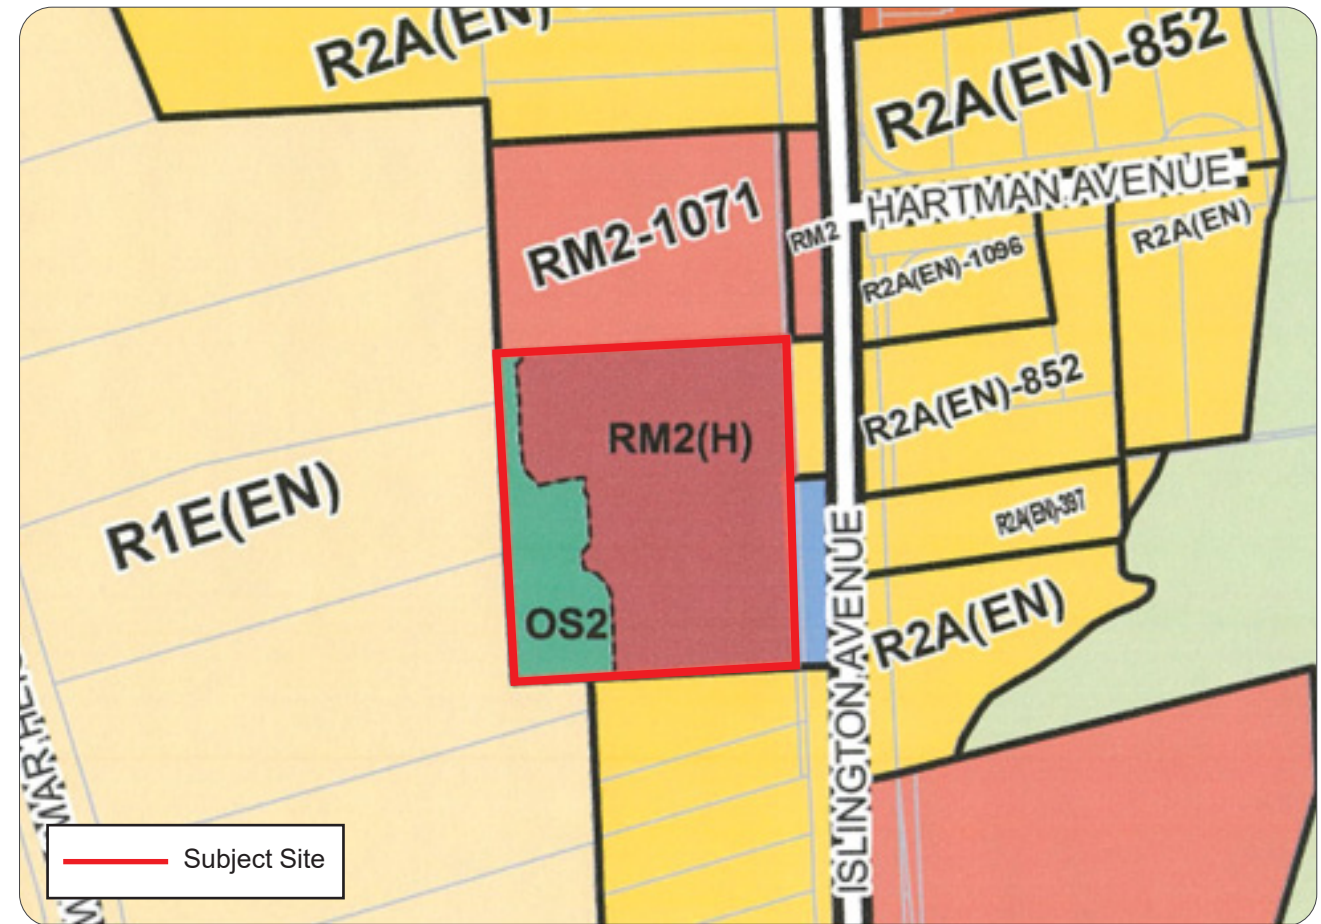 R2A(EN)
R2A(EN)-852
HARTMAN AVENUE
RM2-1071
RM2
R2A(EN)
R2A(EN)-1096
R2A(EN)-852
RM2(H)
R1E(EN)
R2A(EN)-397
OS2
R2A(EN)
ISLINGTON AVENUE
Subject Site